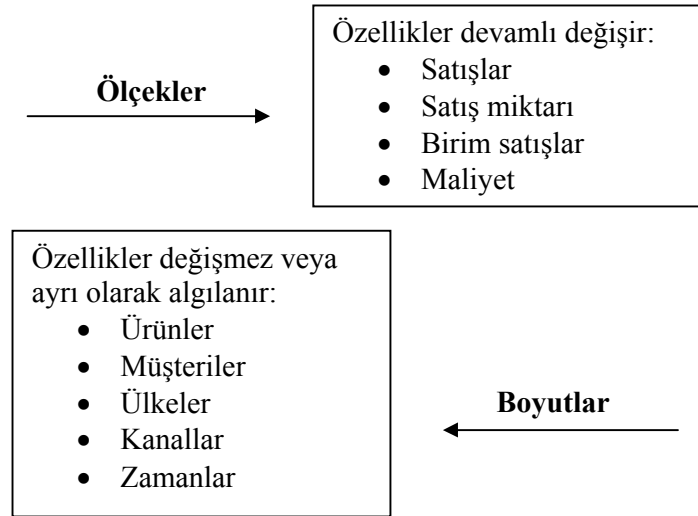 Ölçekler
Özellikler devamlı değişir:
• Satışlar
• Satış miktarı
• Birim satışlar
• Maliyet
Özellikler değişmez veya
ayrı olarak algılanır:
• Ürünler
• Müşteriler
• Ülkeler
• Kanallar
• Zamanlar
Boyutlar